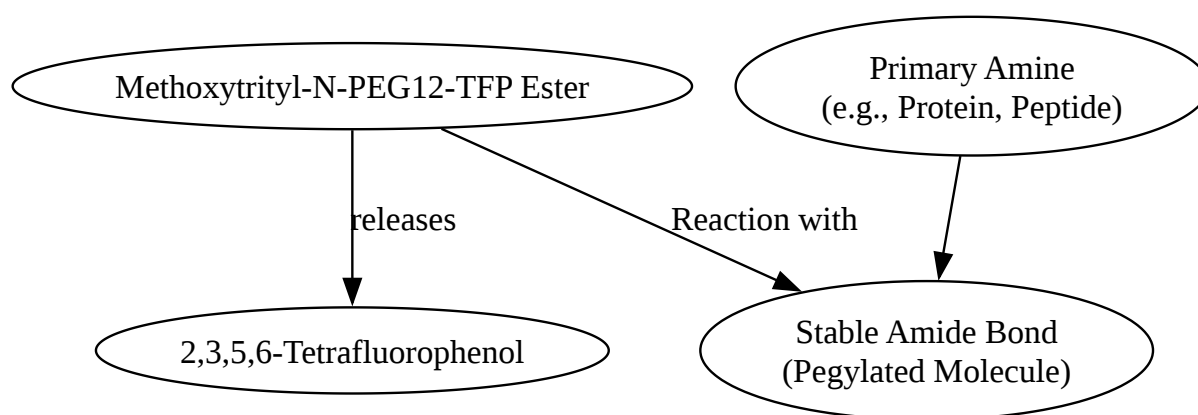 Methoxytrityl-N-PEG12-TFP Ester
Primary Amine
(e.g., Protein, Peptide)
releases
Reaction with
2,3,5,6-Tetrafluorophenol
Stable Amide Bond
(Pegylated Molecule)